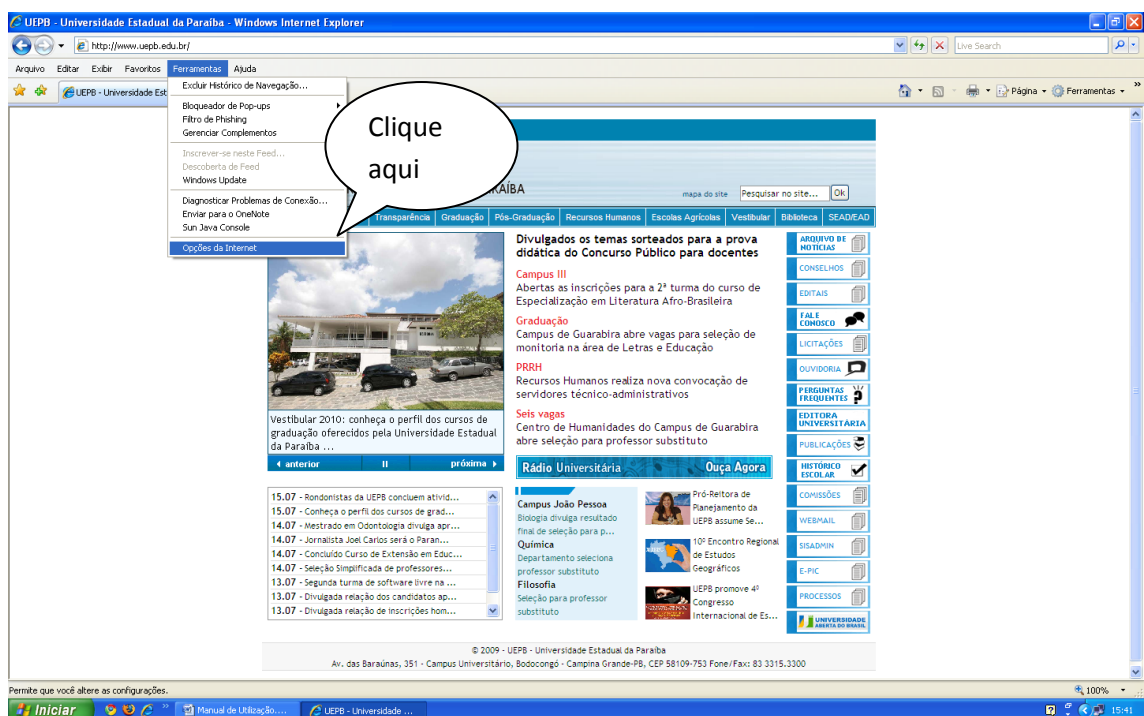 UEPB - Universidade Estadual da Paraíba - Windows Internet Explorer
http://www.uepb.edu.br/
Live Search
Arquivo Editar Exibir Favoritos Ferramentas Ajuda
UEPB - Universidade Est
Página Ferramentas
Excluir Histórico de Navegação...
Bloqueador de Pop-ups
Filtro de Phishing
Gerenciar Complementos
Inscrever-se neste Feed...
Descoberta de Feed
Windows Update
Diagnosticar Problemas de Conexão...
Enviar para o OneNote
Sun Java Console
Opções da Internet
Clique
aqui
ARAÍBA
mapa do site Pesquisar no site... Ok
Transparência Graduação Pós-Graduação Recursos Humanos Escolas Agrícolas Vestibular Biblioteca SEAD/EAD
Divulgados os temas sorteados para a prova
didática do Concurso Público para docentes
Campus III
Abertas as inscrições para a 2ª turma do curso de
Especialização em Literatura Afro-Brasileira
Graduação
Campus de Guarabira abre vagas para seleção de
monitoria na área de Letras e Educação
PRRH
Recursos Humanos realiza nova convocação de
servidores técnico-administrativos
Seis vagas
Centro de Humanidades do Campus de Guarabira
abre seleção para professor substituto
Vestibular 2010: conheça o perfil dos cursos de
graduação oferecidos pela Universidade Estadual
da Paraíba ...
anterior II próxima
Rádio Universitária Ouça Agora
15.07 - Rondonistas da UEPB concluem ativid...
15.07 - Conheça o perfil dos cursos de grad...
14.07 - Mestrado em Odontologia divulga apr...
14.07 - Jornalista Joel Carlos será o Paran...
14.07 - Concluído Curso de Extensão em Educ...
14.07 - Seleção Simplificada de professores...
13.07 - Segunda turma de software livre na ...
13.07 - Divulgada relação dos candidatos ap...
13.07 - Divulgada relação de inscrições hom...
Campus João Pessoa
Biologia divulga resultado
final de seleção para p...
Química
Departamento seleciona
professor substituto
Filosofia
Seleção para professor
substituto
Pró-Reitora de
Planejamento da
UEPB assume Se...
10º Encontro Regional
de Estudos
Geográficos
UEPB promove 4º
Congresso
Internacional de Es...
ARQUIVO DE
NOTÍCIAS
CONSELHOS
EDITAIS
FALE
CONOSCO
LICITAÇÕES
OUVIDORIA
PERGUNTAS
FREQUENTES
EDITORA
UNIVERSITÁRIA
PUBLICAÇÕES
HISTÓRICO
ESCOLAR
COMISSÕES
WEBMAIL
SISADMIN
E-PIC
PROCESSOS
UNIVERSIDADE
ABERTA DO BRASIL
© 2009 - UEPB - Universidade Estadual da Paraíba
Av. das Baraúnas, 351 - Campus Universitário, Bodocongó - Campina Grande-PB, CEP 58109-753 Fone/Fax: 83 3315.3300
Permite que você altere as configurações.
100%
Iniciar
Manual de Utilização....
UEPB - Universidade ...
15:41